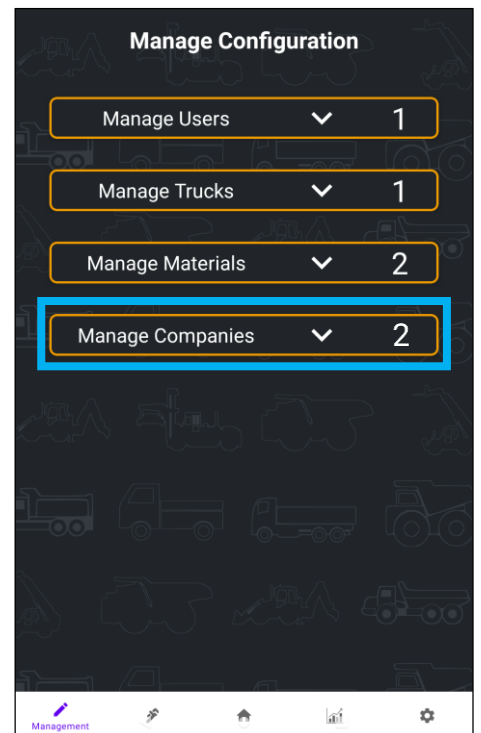 Manage Configuration
Manage Users 1
Manage Trucks 1
Manage Materials 2
Manage Companies 2
Management